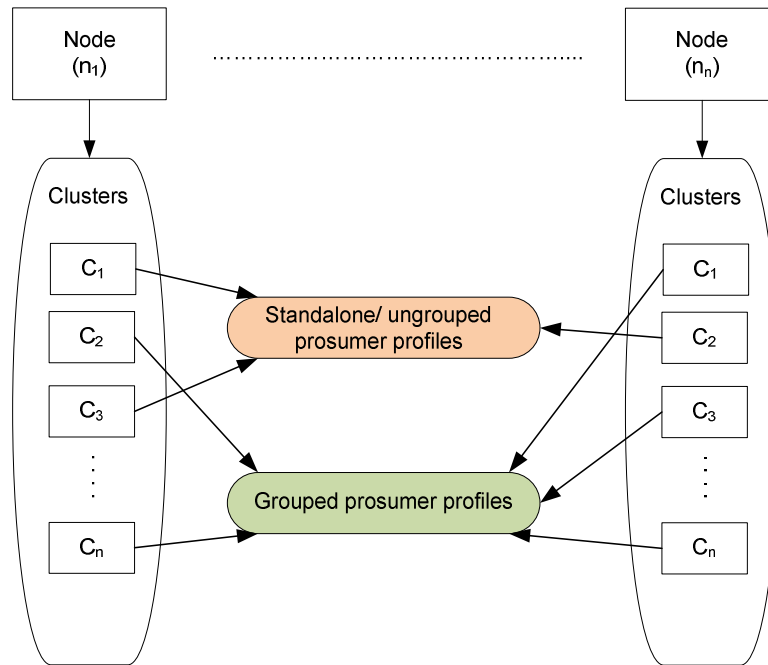 Node
(n₁)
Node
(nₙ)
Clusters
C₁
C₂
C₃
Cₙ
Standalone/ ungrouped
prosumer profiles
Grouped prosumer profiles
Clusters
C₁
C₂
C₃
Cₙ